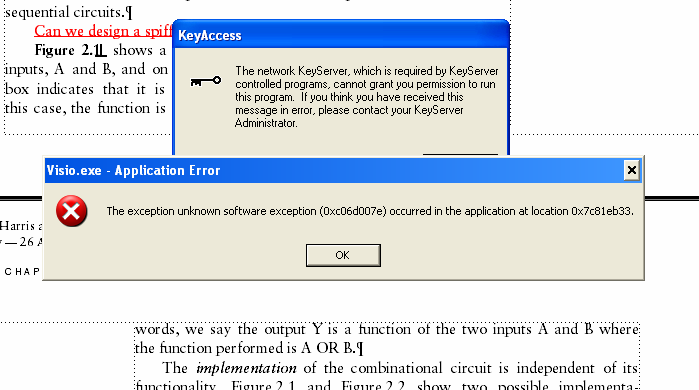 sequential circuits.¶
Can we design a spiff
Figure 2.1 shows a
inputs, A and B, and on
box indicates that it is
this case, the function is
KeyAccess
The network KeyServer, which is required by KeyServer
controlled programs, cannot grant you permission to run
this program. If you think you have received this
message in error, please contact your KeyServer
Administrator.
Visio.exe - Application Error
The exception unknown software exception (0xc06d007e) occurred in the application at location 0x7c81eb33.
OK
Harris
— 26
CHAP
words, we say the output Y is a function of the two inputs A and B where
the function performed is A OR B.¶
The implementation of the combinational circuit is independent of its
functionality. Figure 2.1 and Figure 2.2 show two possible implementa-